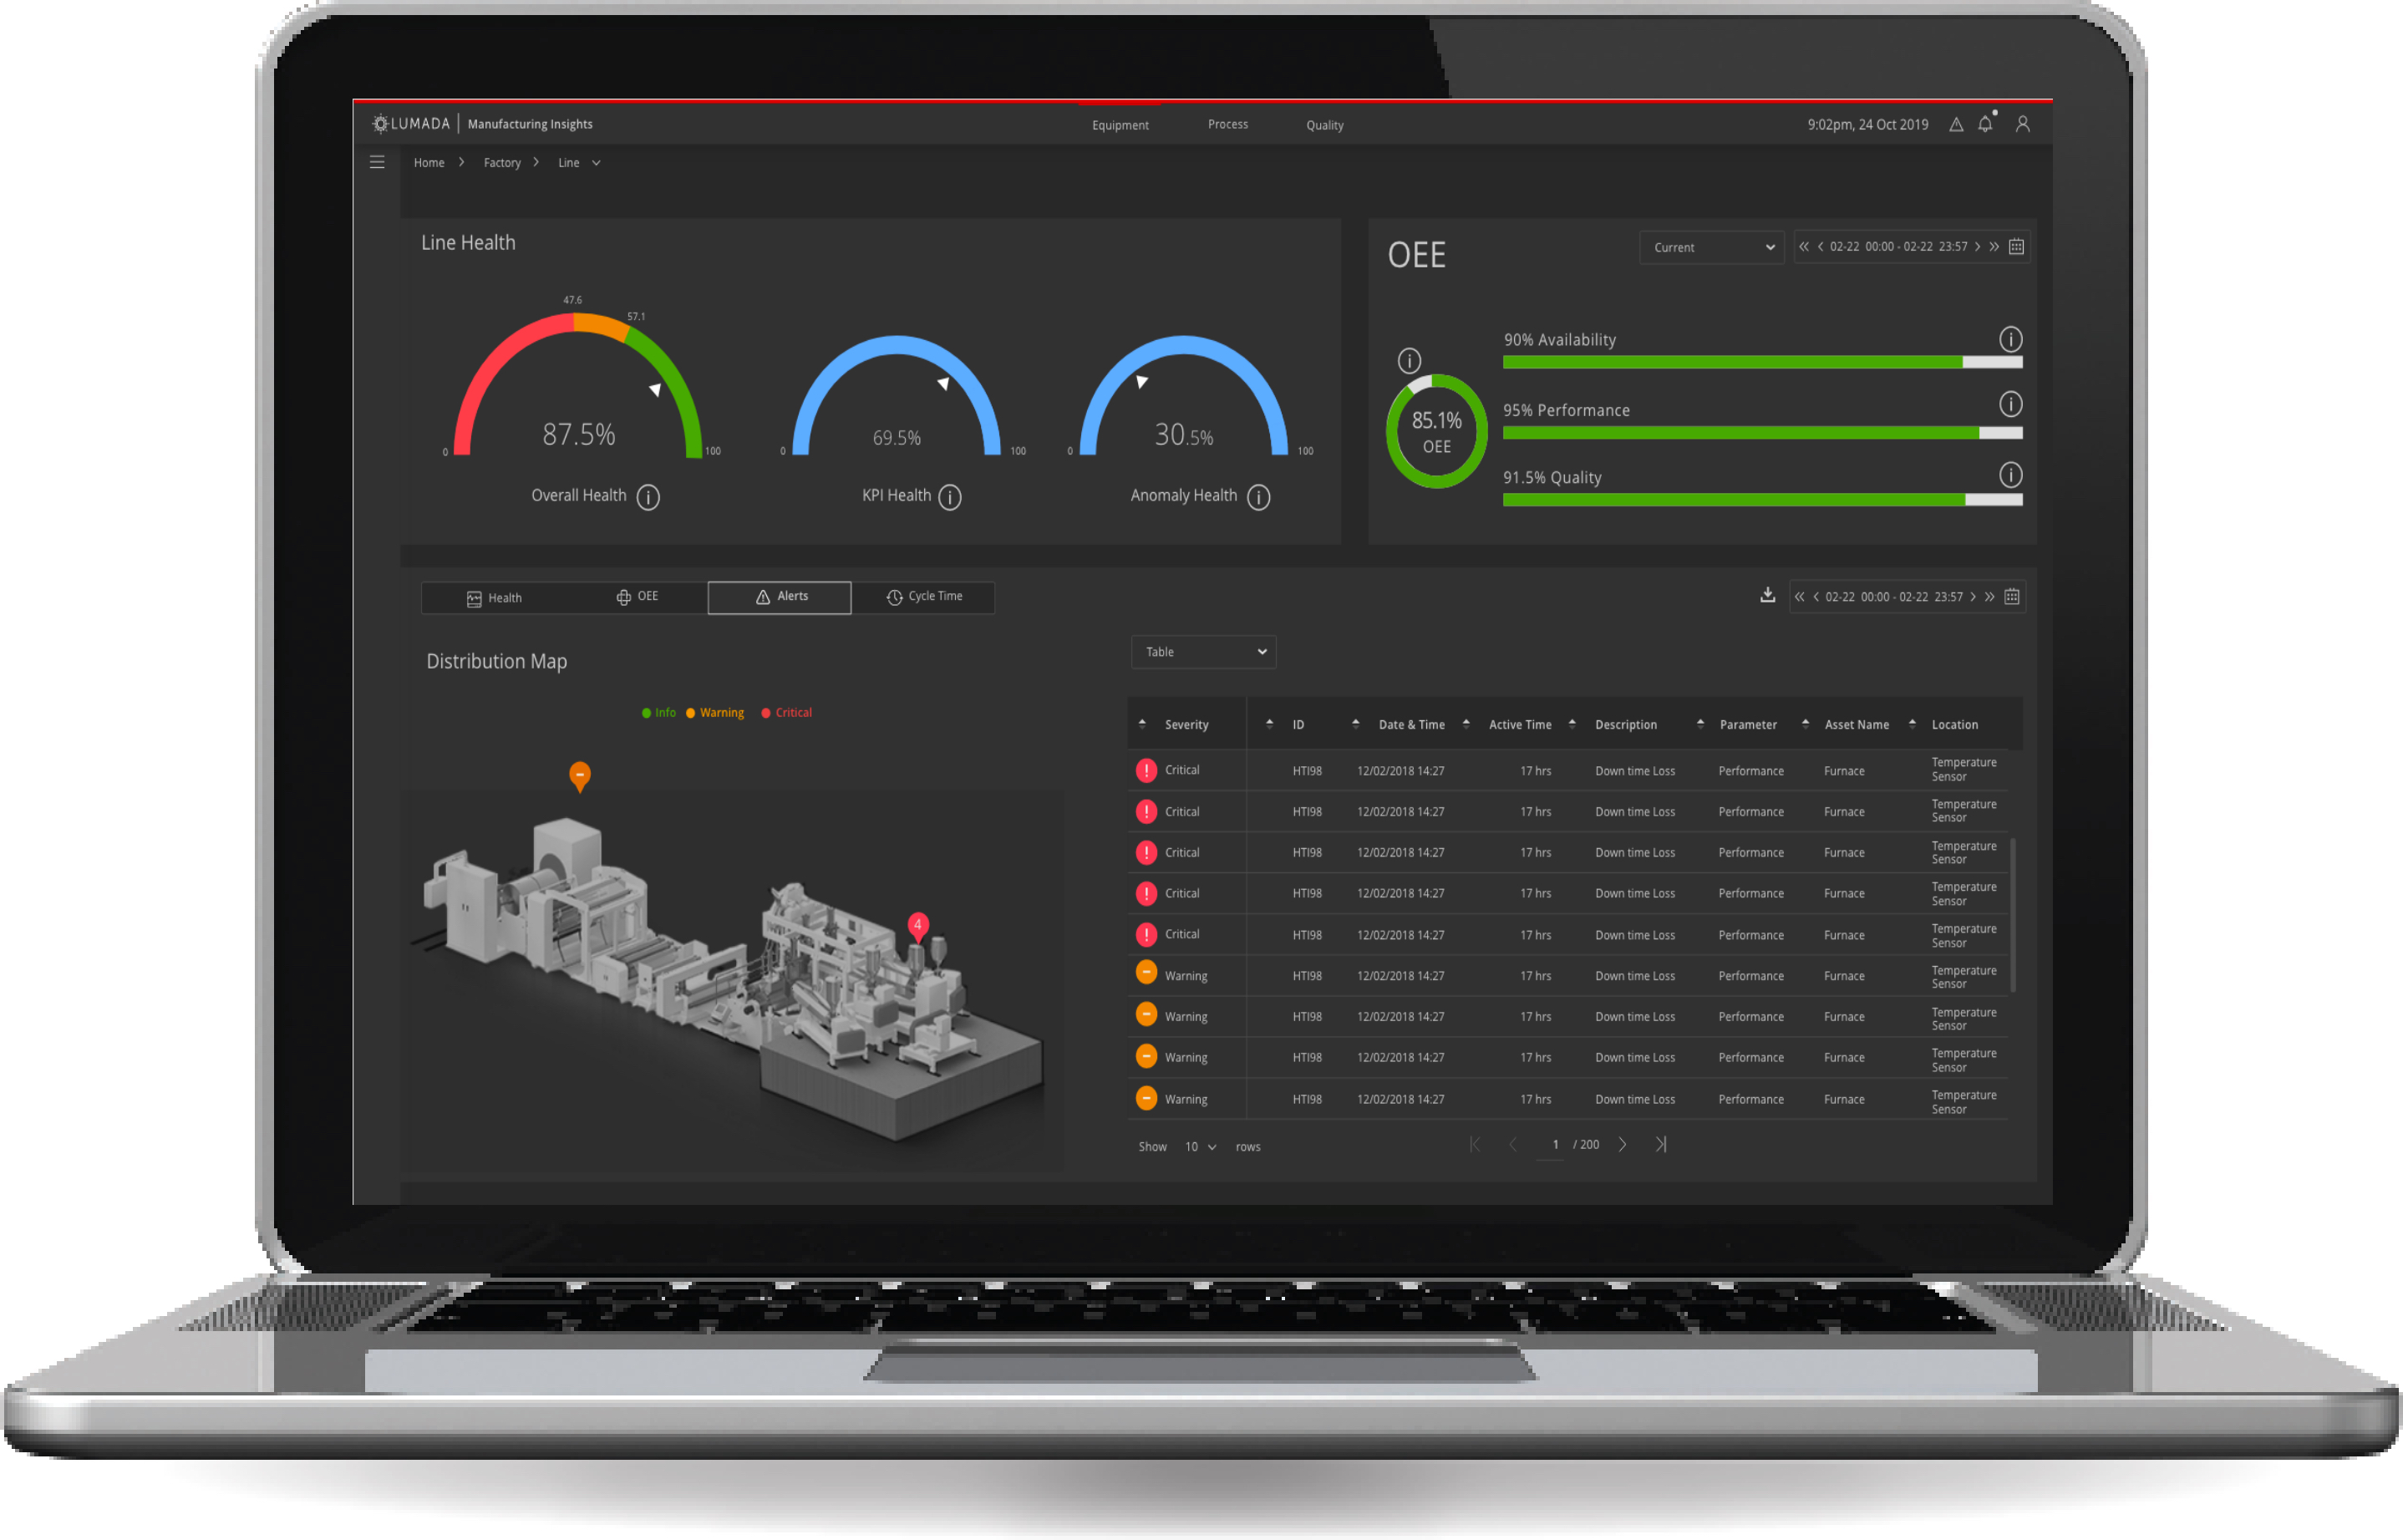 LUMADA | Manufacturing Insights
Equipment Process Quality
9:02pm, 24 Oct 2019
Home > Factory > Line
Line Health
47.6
57.1
0 87.5% 100
Overall Health i
0 69.5% 100
KPI Health i
0 30.5% 100
Anomaly Health i
OEE
Current
02-22 00:00 - 02-22 23:57
i
85.1%
OEE
90% Availability i
95% Performance i
91.5% Quality i
Health OEE Alerts Cycle Time
02-22 00:00 - 02-22 23:57
Distribution Map
Info Warning Critical
4
Table
Severity ID Date & Time Active Time Description Parameter Asset Name Location
! Critical HTI98 12/02/2018 14:27 17 hrs Down time Loss Performance Furnace Temperature Sensor
! Critical HTI98 12/02/2018 14:27 17 hrs Down time Loss Performance Furnace Temperature Sensor
! Critical HTI98 12/02/2018 14:27 17 hrs Down time Loss Performance Furnace Temperature Sensor
! Critical HTI98 12/02/2018 14:27 17 hrs Down time Loss Performance Furnace Temperature Sensor
! Critical HTI98 12/02/2018 14:27 17 hrs Down time Loss Performance Furnace Temperature Sensor
Warning HTI98 12/02/2018 14:27 17 hrs Down time Loss Performance Furnace Temperature Sensor
Warning HTI98 12/02/2018 14:27 17 hrs Down time Loss Performance Furnace Temperature Sensor
Warning HTI98 12/02/2018 14:27 17 hrs Down time Loss Performance Furnace Temperature Sensor
Warning HTI98 12/02/2018 14:27 17 hrs Down time Loss Performance Furnace Temperature Sensor
Show 10 rows
1 / 200